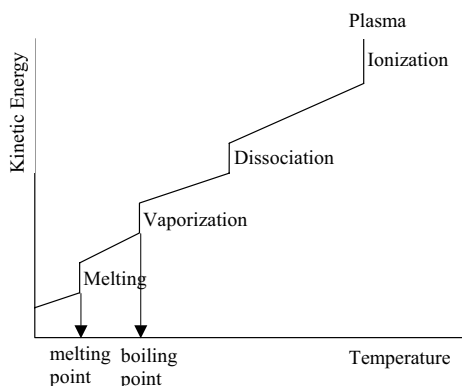 Plasma
Ionization
Kinetic Energy
Dissociation
Vaporization
Melting
melting
point
boiling
point
Temperature